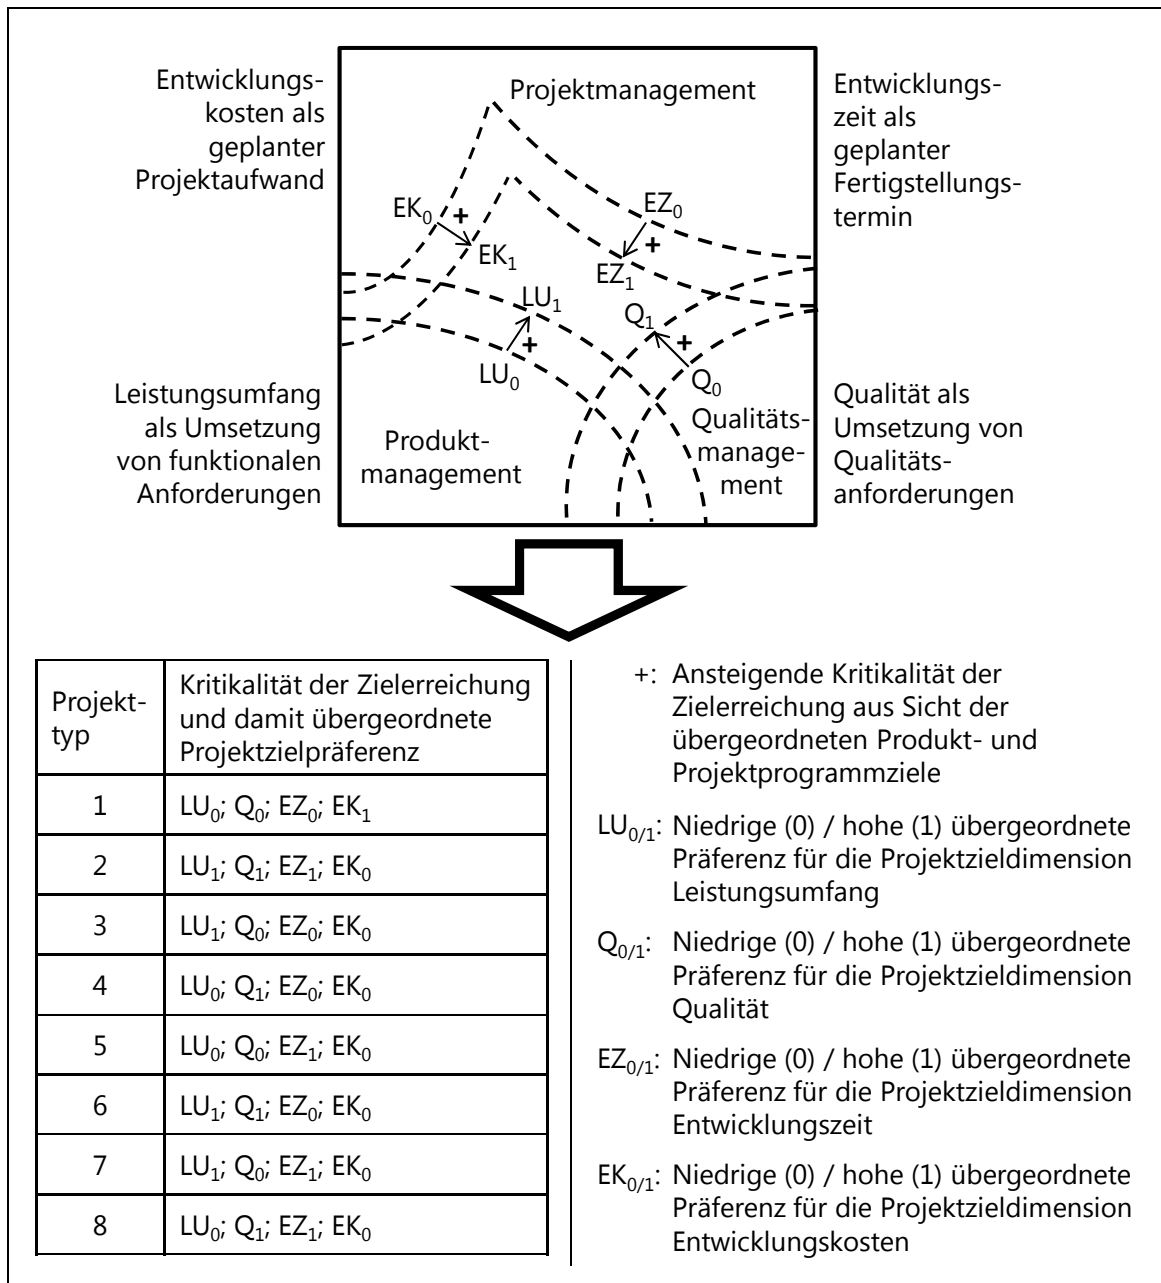 Entwicklungs-
kosten als
geplanter
Projektaufwand
Projektmanagement
Entwicklungs-
zeit als
geplanter
Fertigstellungs-
termin
EK₀
+
EK₁
EZ₀
+
EZ₁
LU₁
+
LU₀
Q₁
+
Q₀
Leistungsumfang
als Umsetzung
von funktionalen
Anforderungen
Produkt-
management
Qualitäts-
manage-
ment
Qualität als
Umsetzung von
Qualitäts-
anforderungen
Projekt-
typ
Kritikalität der Zielerreichung
und damit übergeordnete
Projektzielpräferenz
1 LU₀; Q₀; EZ₀; EK₁
2 LU₁; Q₁; EZ₁; EK₀
3 LU₁; Q₀; EZ₀; EK₀
4 LU₀; Q₁; EZ₀; EK₀
5 LU₀; Q₀; EZ₁; EK₀
6 LU₁; Q₁; EZ₀; EK₀
7 LU₁; Q₀; EZ₁; EK₀
8 LU₀; Q₁; EZ₁; EK₀
+: Ansteigende Kritikalität der
Zielerreichung aus Sicht der
übergeordneten Produkt- und
Projektprogrammziele
LU₀/₁: Niedrige (0) / hohe (1) übergeordnete
Präferenz für die Projektzieldimension
Leistungsumfang
Q₀/₁: Niedrige (0) / hohe (1) übergeordnete
Präferenz für die Projektzieldimension
Qualität
EZ₀/₁: Niedrige (0) / hohe (1) übergeordnete
Präferenz für die Projektzieldimension
Entwicklungszeit
EK₀/₁: Niedrige (0) / hohe (1) übergeordnete
Präferenz für die Projektzieldimension
Entwicklungskosten